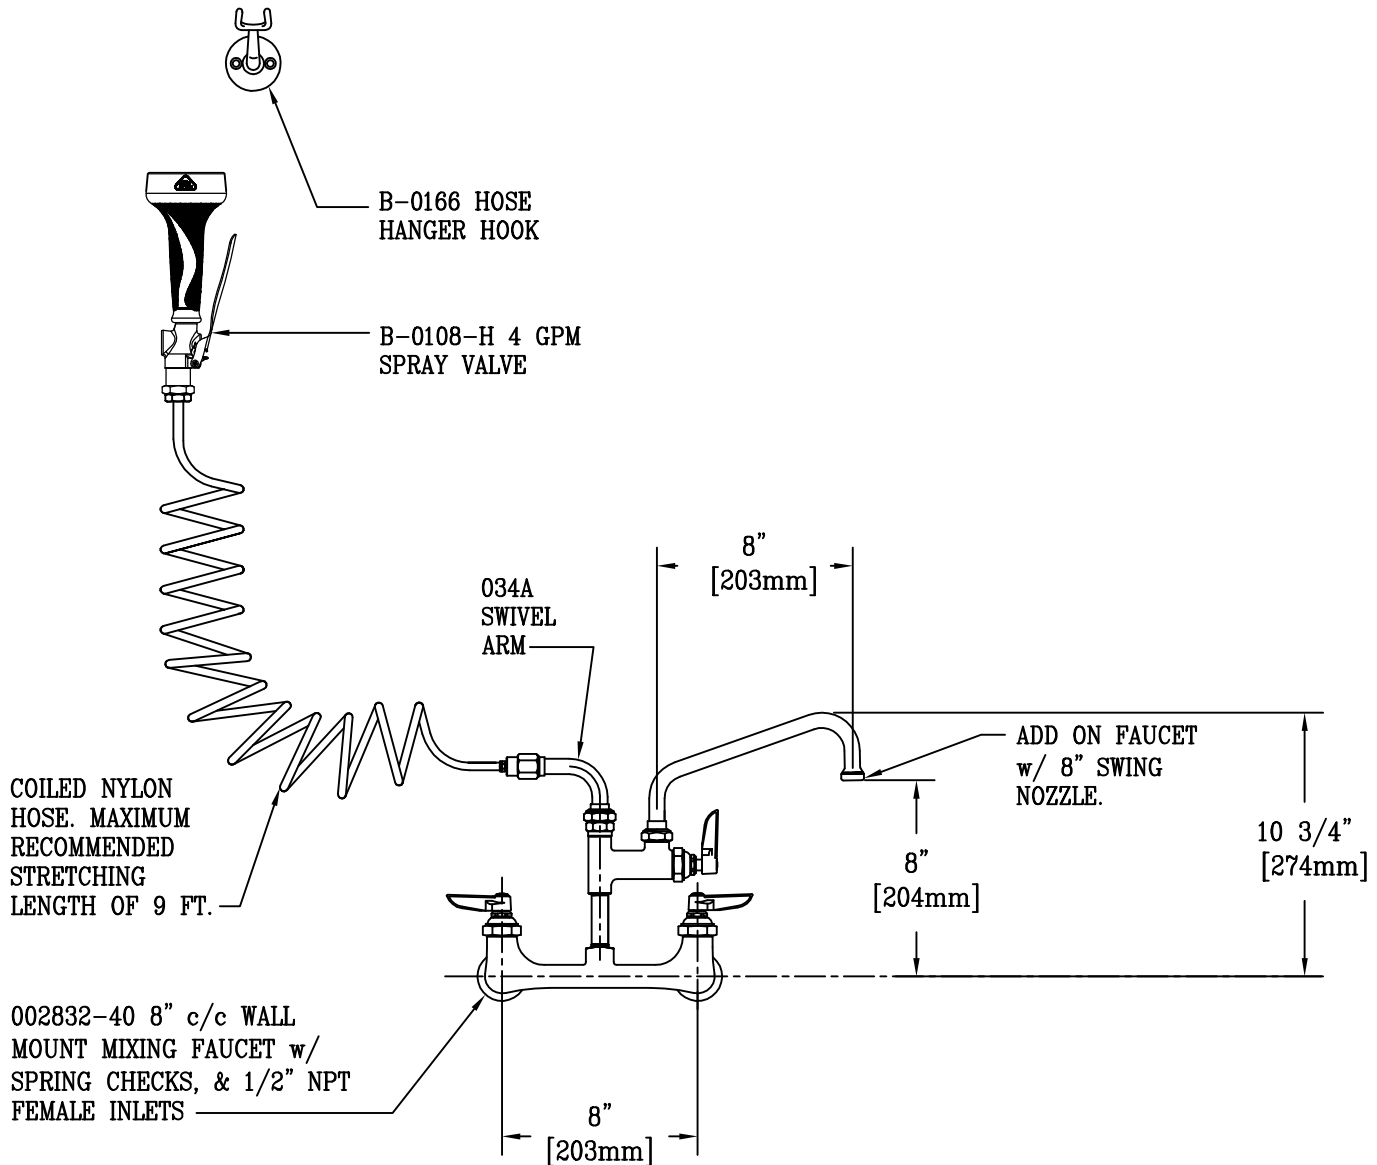 B-0166 HOSE
HANGER HOOK
B-0108-H 4 GPM
SPRAY VALVE
8"
[203mm]
034A
SWIVEL
ARM
ADD ON FAUCET
w/ 8" SWING
NOZZLE.
COILED NYLON
HOSE. MAXIMUM
RECOMMENDED
STRETCHING
LENGTH OF 9 FT.
10 3/4"
[274mm]
8"
[204mm]
002832-40 8" c/c WALL
MOUNT MIXING FAUCET w/
SPRING CHECKS, & 1/2" NPT
FEMALE INLETS
8"
[203mm]